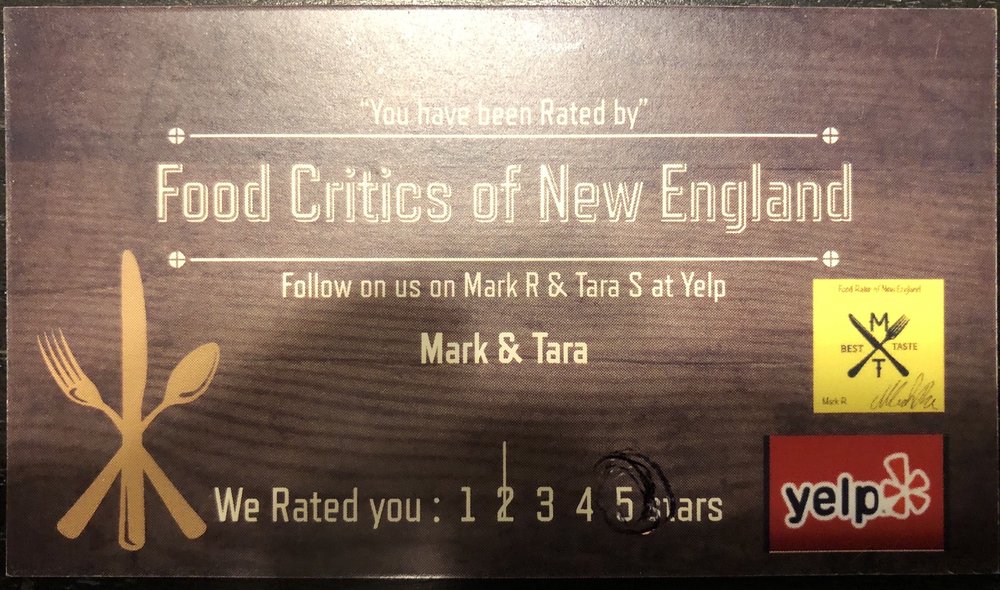 "You have been Rated by"
Food Critics of New England
Follow on us on Mark R & Tara S at Yelp
Mark & Tara
We Rated you : 1 2 3 4 5 stars
Food Rater of New England
M
BEST TASTE
T
Mark R
yelp